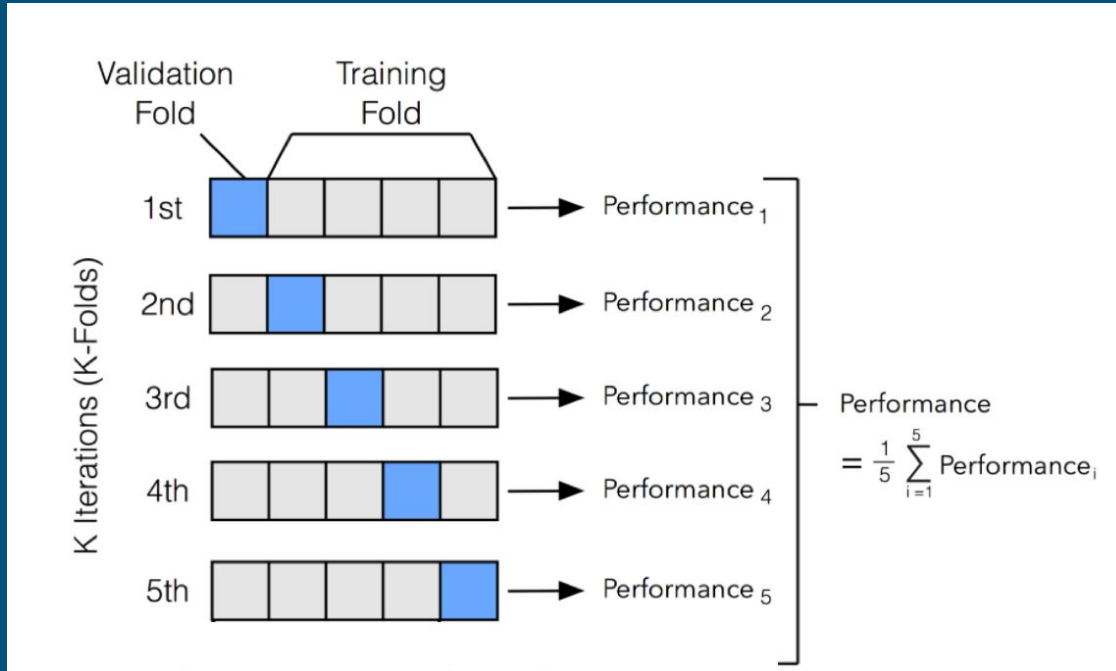 Validation
Fold
Training
Fold
K Iterations (K-Folds)
1st
Performance 1
2nd
Performance 2
3rd
Performance 3
4th
Performance 4
5th
Performance 5
Performance
= 1/5 5∑i=1 Performancei